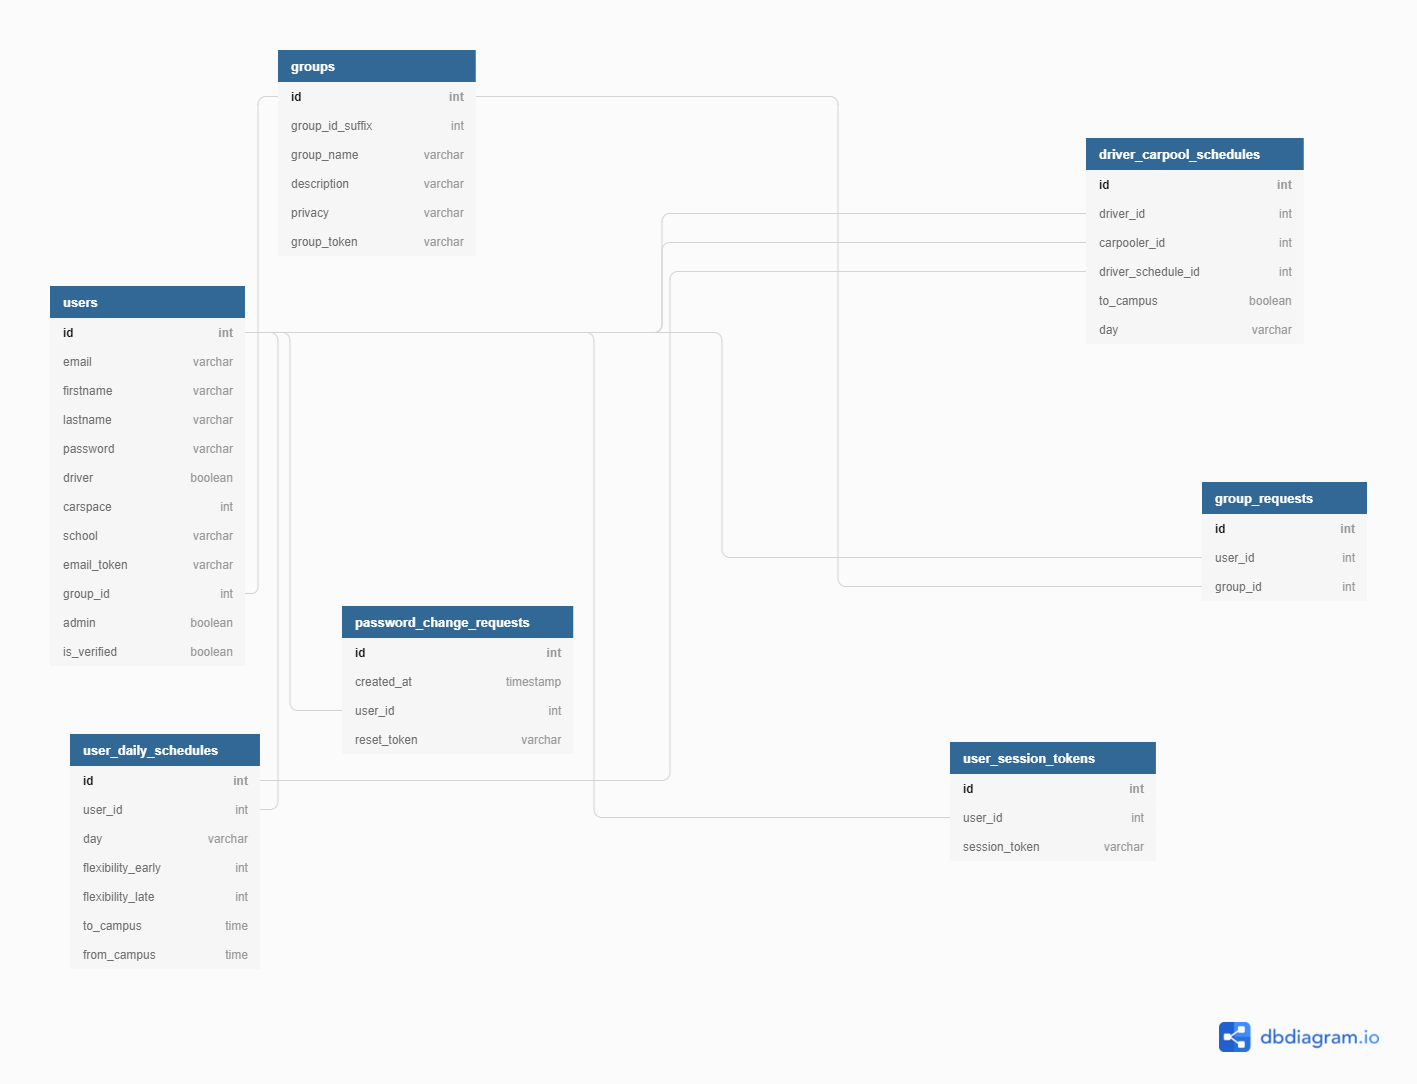 groups
id int
group_id_suffix int
group_name varchar
description varchar
privacy varchar
group_token varchar
driver_carpool_schedules
id int
driver_id int
carpooler_id int
driver_schedule_id int
to_campus boolean
day varchar
users
id int
email varchar
firstname varchar
lastname varchar
password varchar
driver boolean
carspace int
school varchar
email_token varchar
group_id int
admin boolean
is_verified boolean
group_requests
id int
user_id int
group_id int
password_change_requests
id int
created_at timestamp
user_id int
reset_token varchar
user_daily_schedules
id int
user_id int
day varchar
flexibility_early int
flexibility_late int
to_campus time
from_campus time
user_session_tokens
id int
user_id int
session_token varchar
dbdiagram.io